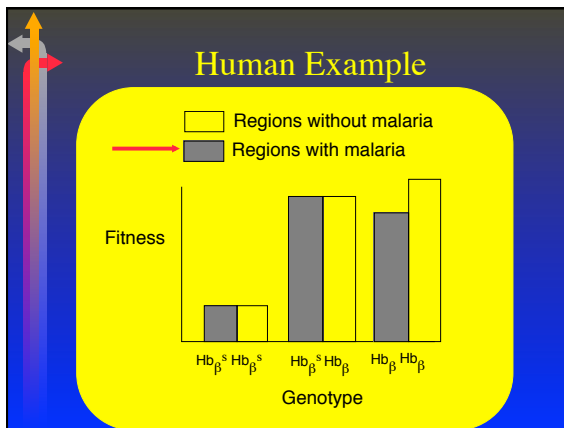 Human Example
Regions without malaria
Regions with malaria
Fitness
Hbβˢ Hbβˢ Hbβˢ Hbβ Hbβ Hbβ
Genotype